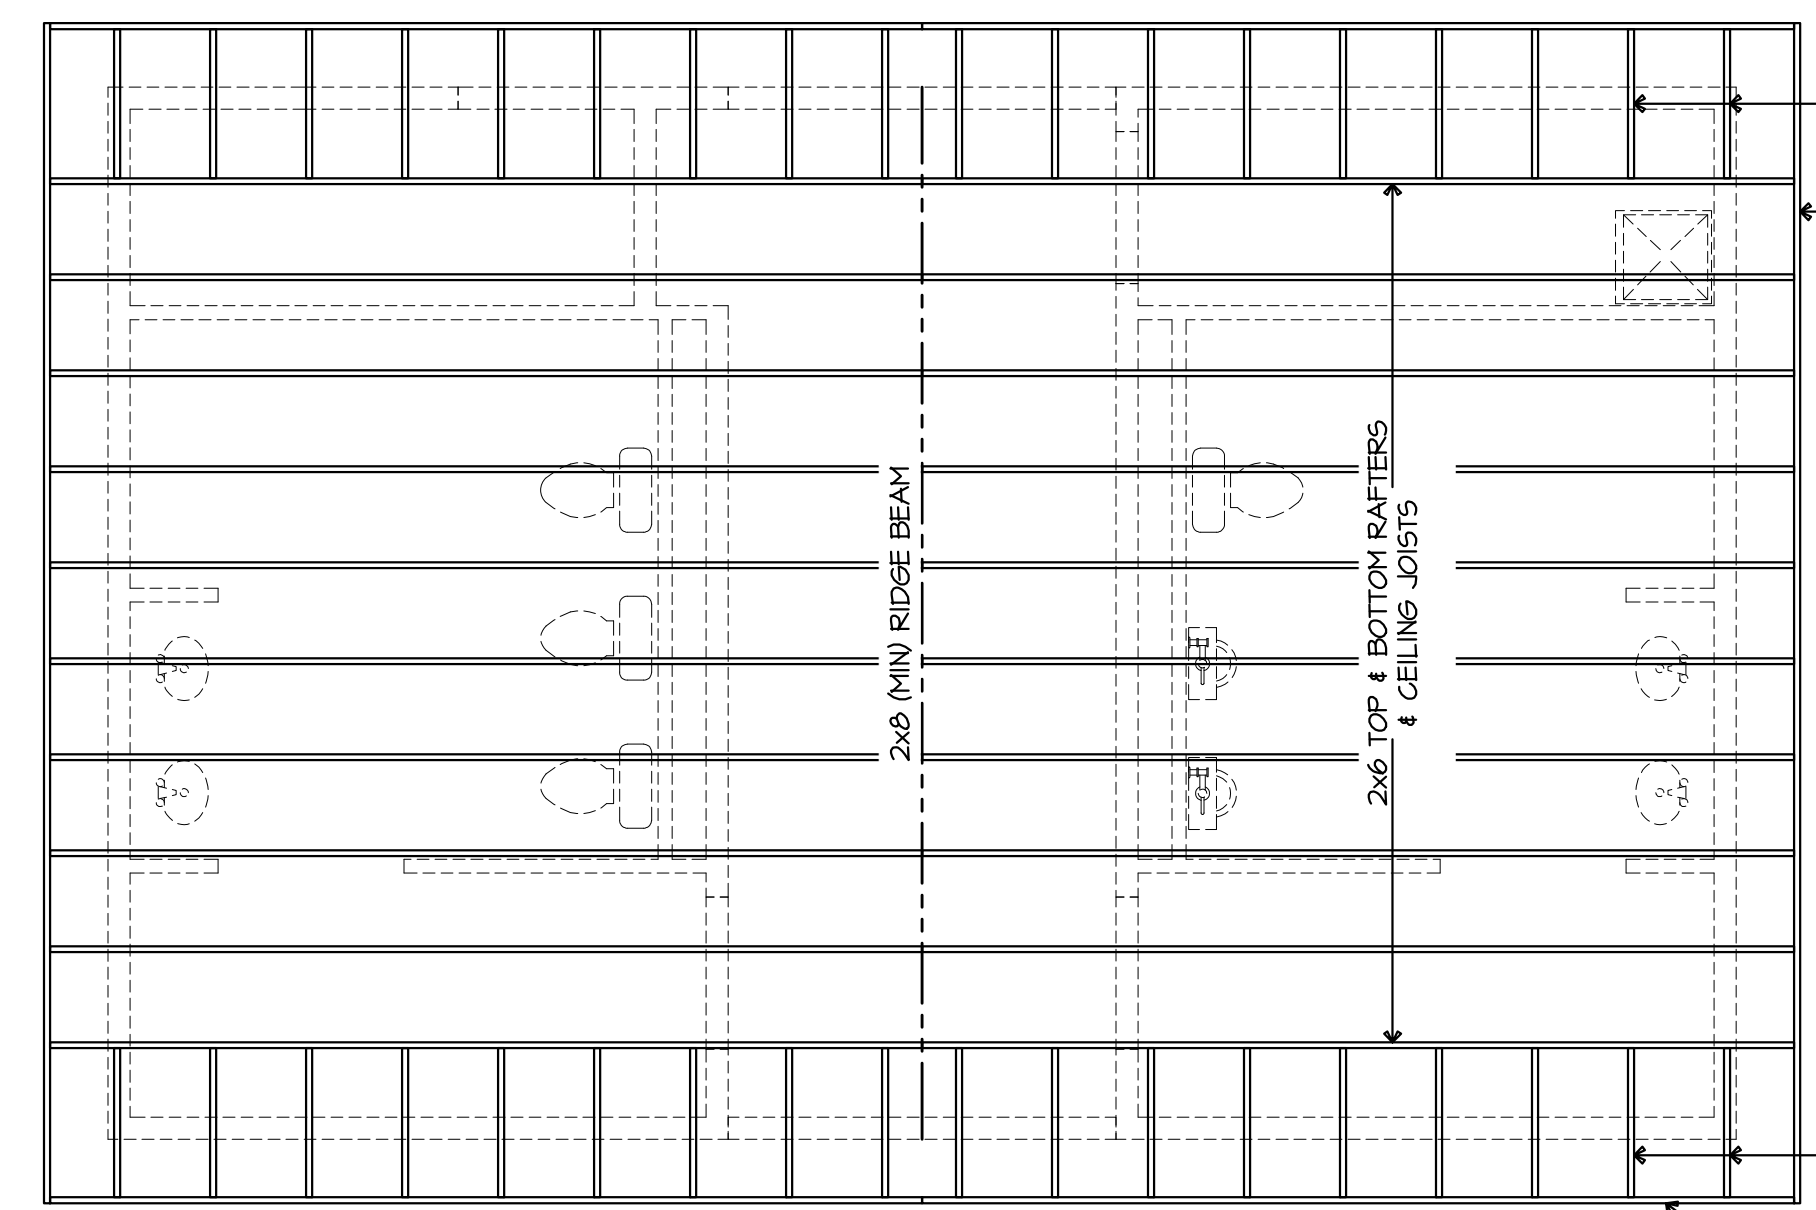 2x8 (MIN) RIDGE BEAM
2x6 TOP & BOTTOM RAFTERS
& CEILING JOISTS